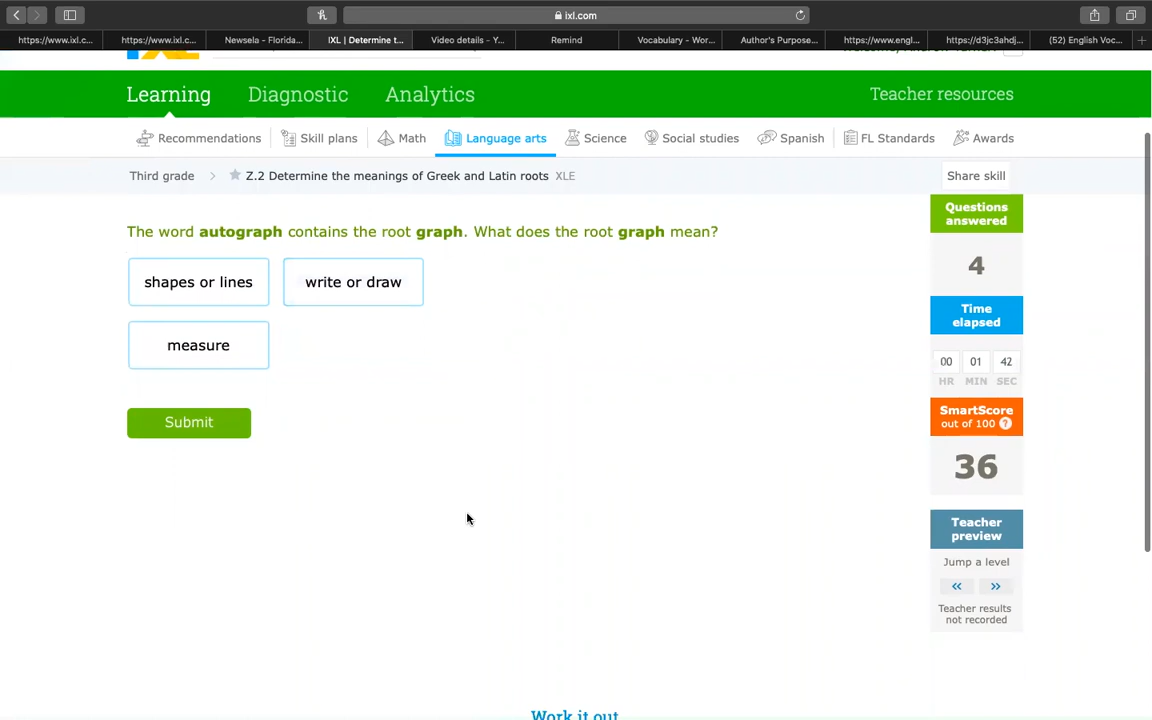 ixl.com
https://www.ixl.c...
https://www.ixl.c...
Newsela - Florida...
IXL | Determine t...
Video details - Y...
Remind
Vocabulary - Wor...
Author's Purpose...
https://www.engl...
https://d3jc3ahdj...
(52) English Voc...
Learning
Diagnostic
Analytics
Teacher resources
Recommendations
Skill plans
Math
Language arts
Science
Social studies
Spanish
FL Standards
Awards
Third grade > Z.2 Determine the meanings of Greek and Latin roots XLE
Share skill
The word autograph contains the root graph. What does the root graph mean?
shapes or lines
write or draw
measure
Submit
Questions
answered
4
Time
elapsed
00 01 42
HR MIN SEC
SmartScore
out of 100 ?
36
Teacher
preview
Jump a level
Teacher results
not recorded
Work it out